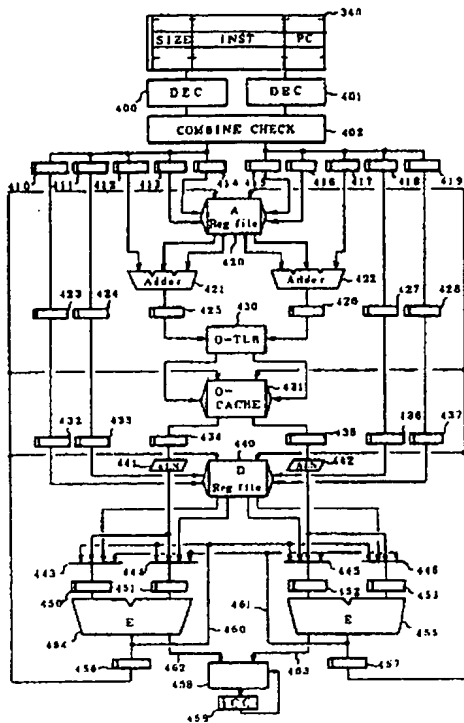 340
SIZE INST PC
DEC DEC
400 401
COMBINE CHECK 402
410 411 412 413 414 415 416 417 418 419
A
Reg file
420
Adder Adder
421 422
423 424 425 426 427 428
430
O-TLB
O-
CACHE
431
432 433 434 435 436 437
440
441 ALN ALN 442
D
Reg file
443 444 445 446
450 451 452 453
461
E E
454 460 455
456 462 463 457
458
459 CC